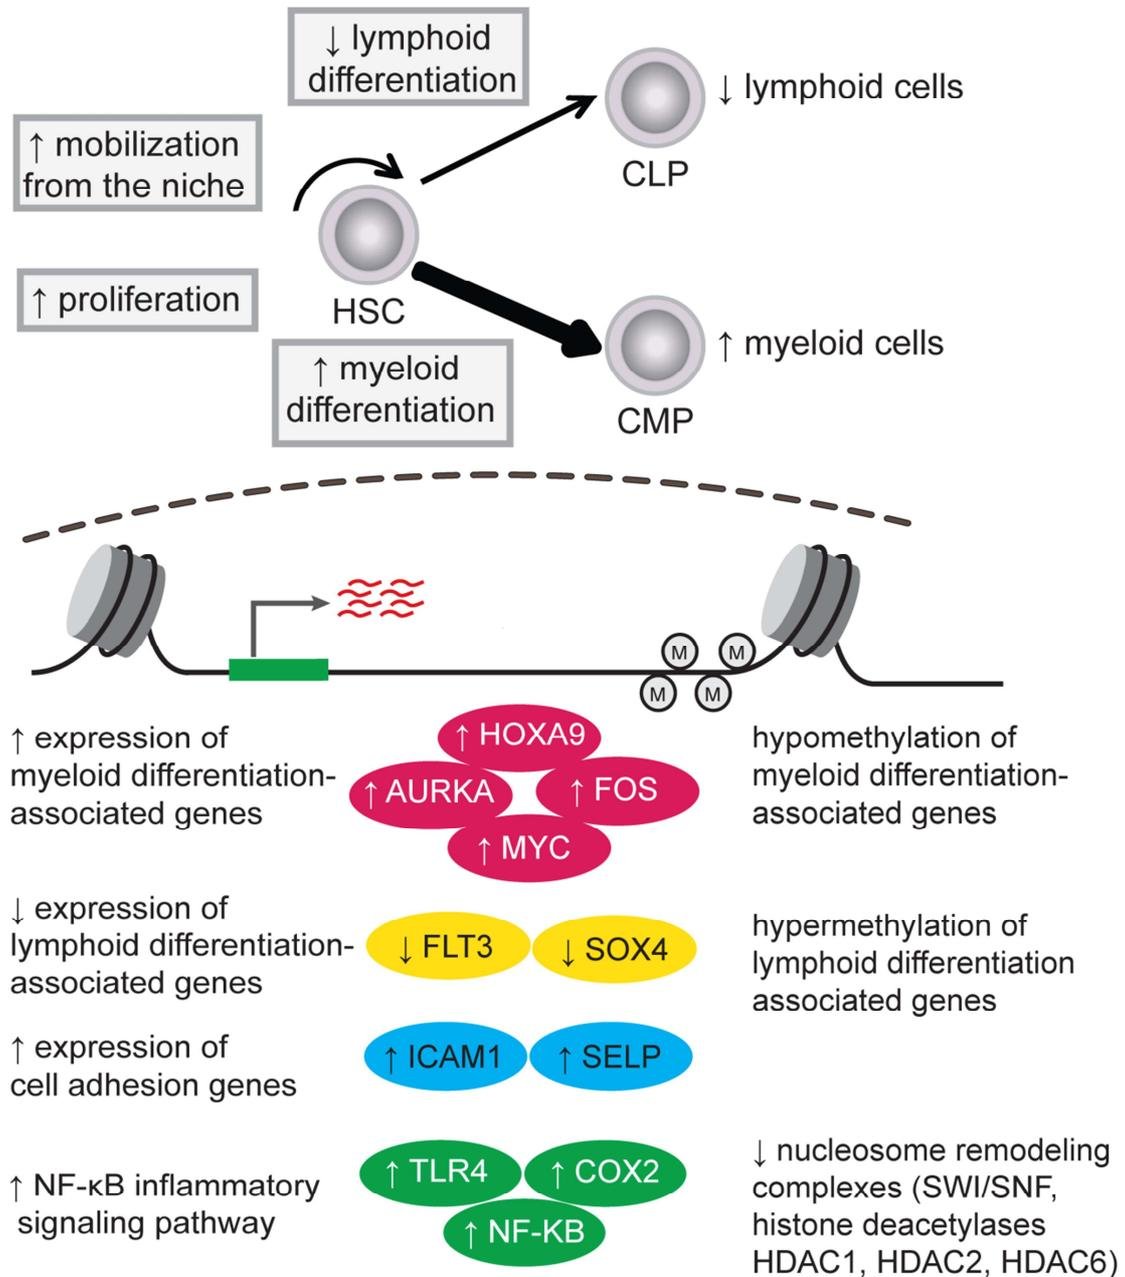 ↓ lymphoid
differentiation
↓ lymphoid cells
CLP
↑ mobilization
from the niche
↑ proliferation
HSC
↑ myeloid
differentiation
↑ myeloid cells
CMP
M
M
M
M
↑ expression of
myeloid differentiation-
associated genes
↑ HOXA9
↑ AURKA
↑ FOS
↑ MYC
hypomethylation of
myeloid differentiation-
associated genes
↓ expression of
lymphoid differentiation-
associated genes
↓ FLT3
↓ SOX4
hypermethylation of
lymphoid differentiation
associated genes
↑ expression of
cell adhesion genes
↑ ICAM1
↑ SELP
↑ NF-κB inflammatory
signaling pathway
↑ TLR4
↑ COX2
↑ NF-KB
↓ nucleosome remodeling
complexes (SWI/SNF,
histone deacetylases
HDAC1, HDAC2, HDAC6)